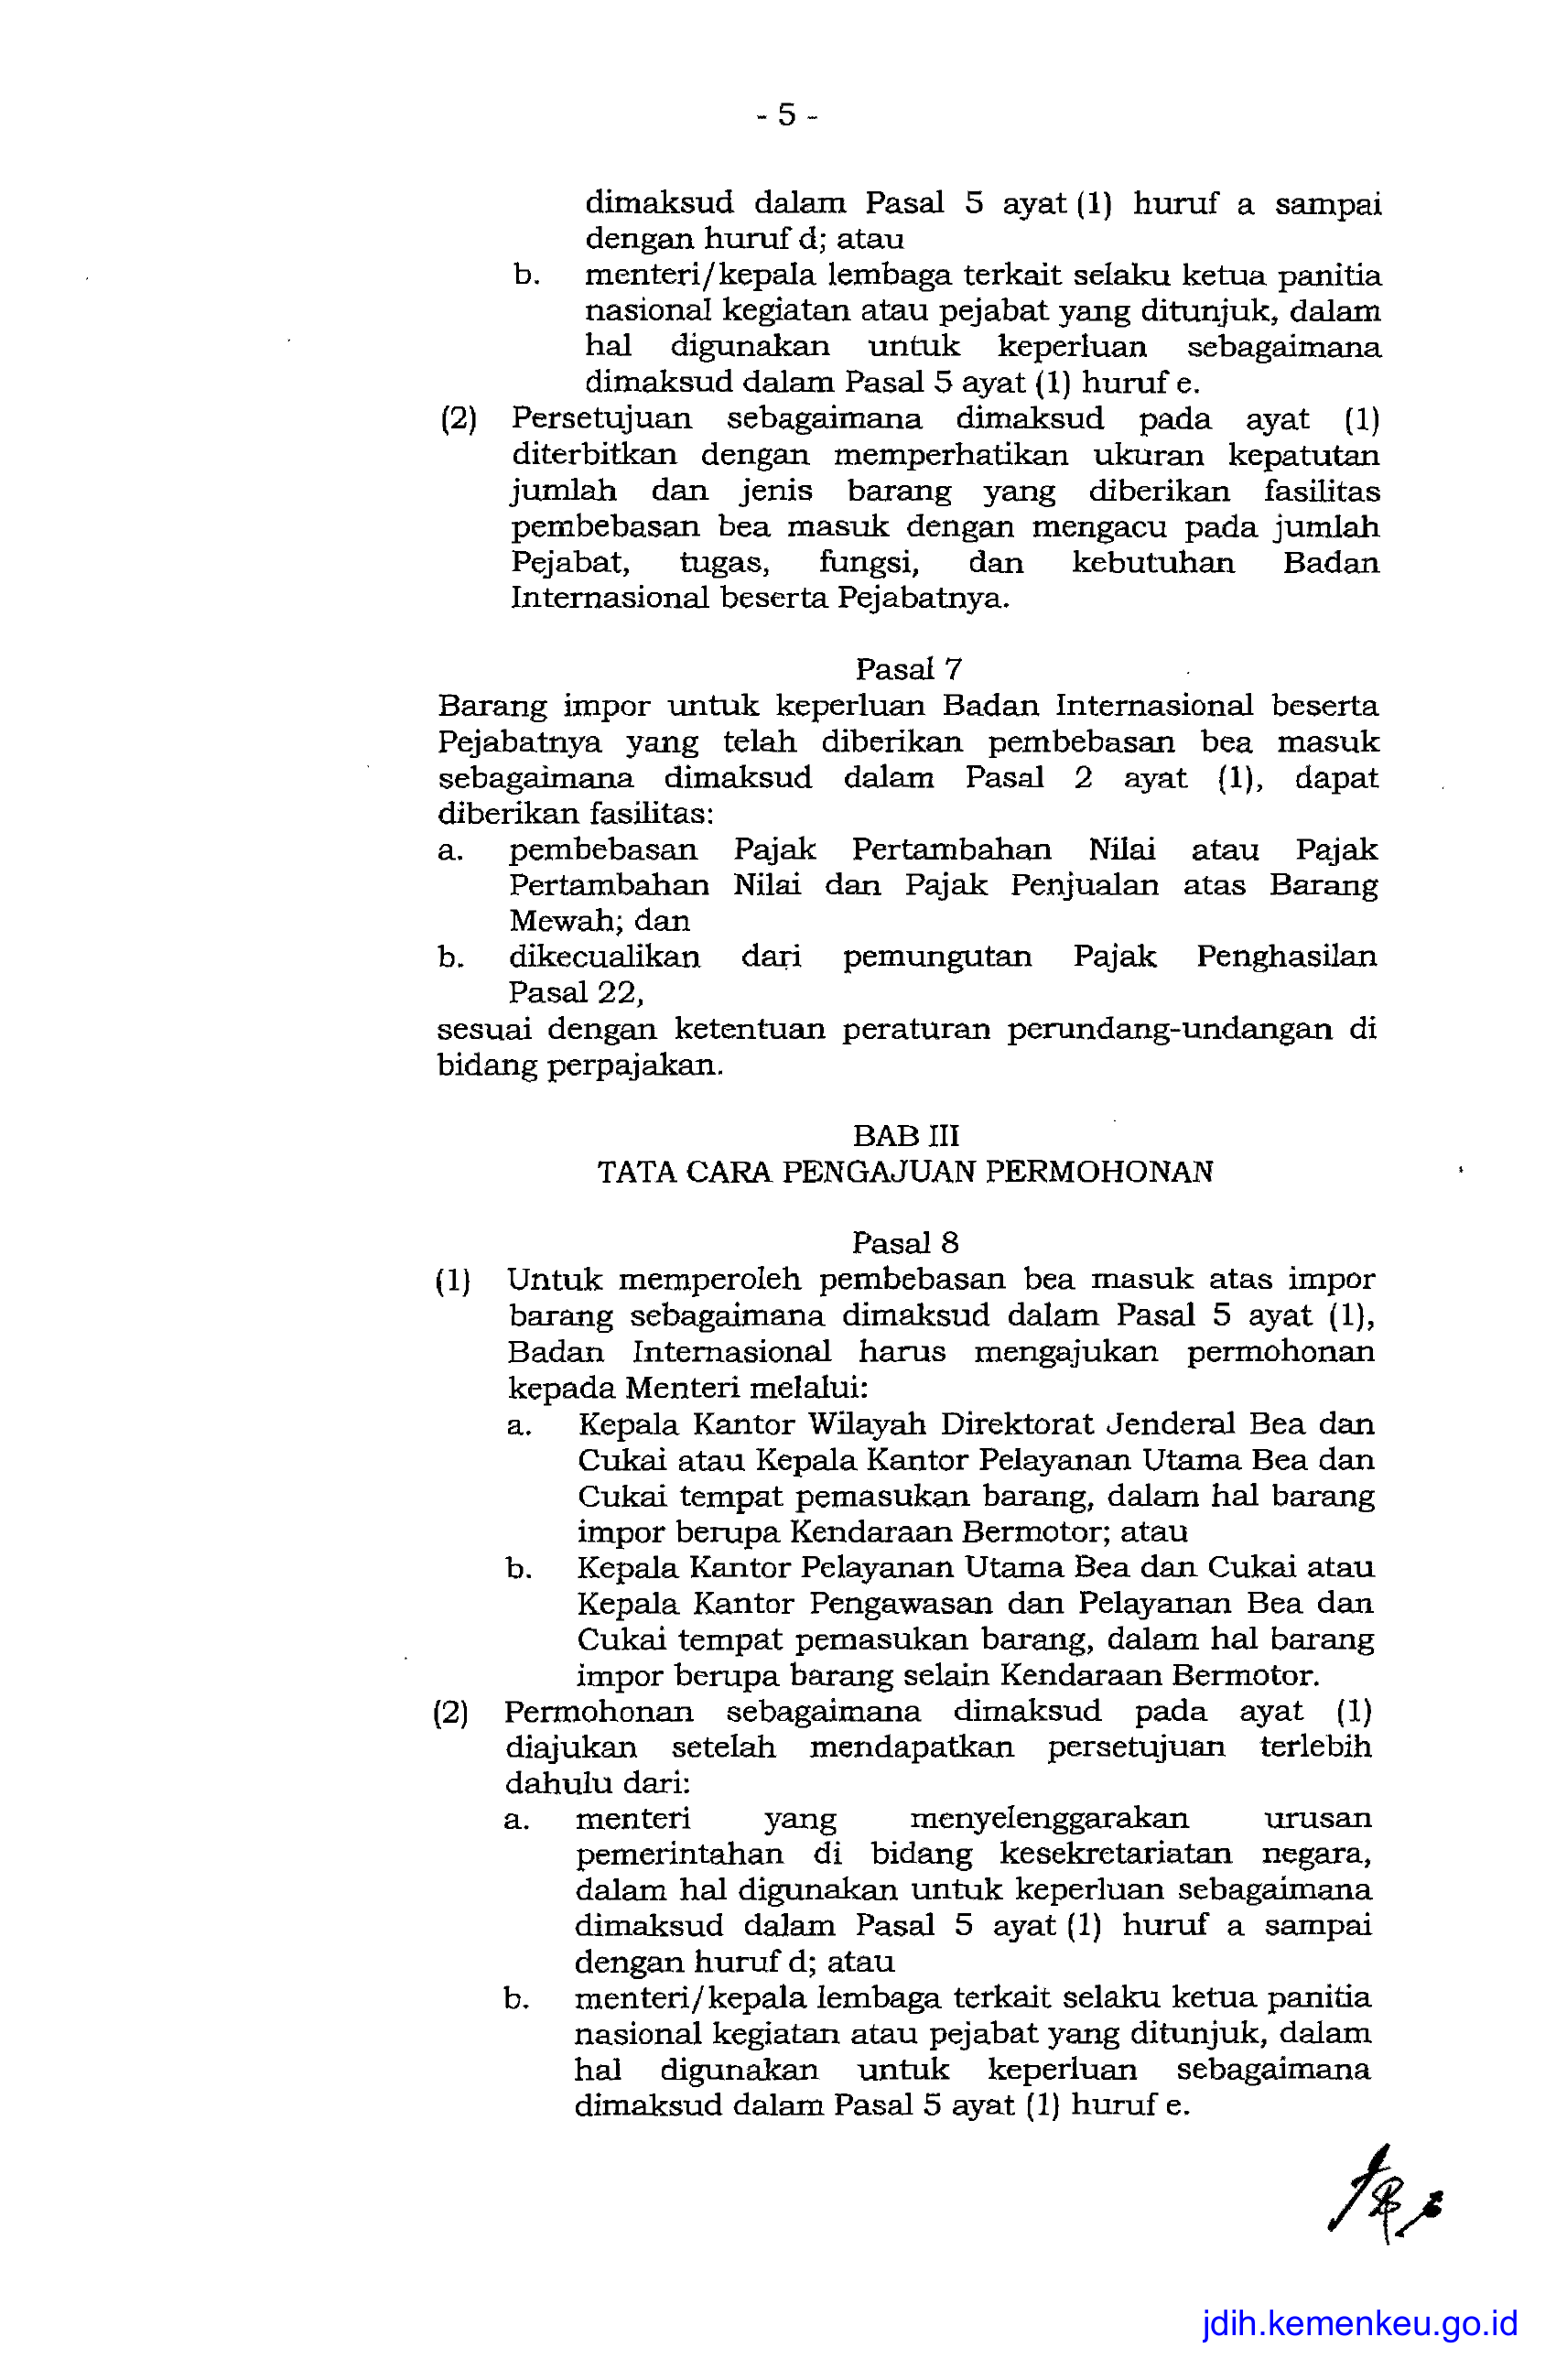 - 5 -
dimaksud dalam Pasal 5 ayat (1) huruf a sampai
dengan huruf d; atau
b. menteri/kepala lembaga terkait selaku ketua panitia
nasional kegiatan atau pejabat yang ditunjuk, dalam
hal digunakan untuk keperluan sebagaimana
dimaksud dalam Pasal 5 ayat (1) huruf e.
(2) Persetujuan sebagaimana dimaksud pada ayat (1)
diterbitkan dengan memperhatikan ukuran kepatutan
jumlah dan jenis barang yang diberikan fasilitas
pembebasan bea masuk dengan mengacu pada jumlah
Pejabat, tugas, fungsi, dan kebutuhan Badan
Internasional beserta Pejabatnya.
Pasal 7
Barang impor untuk keperluan Badan Internasional beserta
Pejabatnya yang telah diberikan pembebasan bea masuk
sebagaimana dimaksud dalam Pasal 2 ayat (1), dapat
diberikan fasilitas:
a. pembebasan Pajak Pertambahan Nilai atau Pajak
Pertambahan Nilai dan Pajak Penjualan atas Barang
Mewah; dan
b. dikecualikan dari pemungutan Pajak Penghasilan
Pasal 22,
sesuai dengan ketentuan peraturan perundang-undangan di
bidang perpajakan.
BAB III
TATA CARA PENGAJUAN PERMOHONAN
Pasal 8
(1) Untuk memperoleh pembebasan bea masuk atas impor
barang sebagaimana dimaksud dalam Pasal 5 ayat (1),
Badan Internasional harus mengajukan permohonan
kepada Menteri melalui:
a. Kepala Kantor Wilayah Direktorat Jenderal Bea dan
Cukai atau Kepala Kantor Pelayanan Utama Bea dan
Cukai tempat pemasukan barang, dalam hal barang
impor berupa Kendaraan Bermotor; atau
b. Kepala Kantor Pelayanan Utama Bea dan Cukai atau
Kepala Kantor Pengawasan dan Pelayanan Bea dan
Cukai tempat pemasukan barang, dalam hal barang
impor berupa barang selain Kendaraan Bermotor.
(2) Permohonan sebagaimana dimaksud pada ayat (1)
diajukan setelah mendapatkan persetujuan terlebih
dahulu dari:
a. menteri yang menyelenggarakan urusan
pemerintahan di bidang kesekretariatan negara,
dalam hal digunakan untuk keperluan sebagaimana
dimaksud dalam Pasal 5 ayat (1) huruf a sampai
dengan huruf d; atau
b. menteri/kepala lembaga terkait selaku ketua panitia
nasional kegiatan atau pejabat yang ditunjuk, dalam
hal digunakan untuk keperluan sebagaimana
dimaksud dalam Pasal 5 ayat (1) huruf e.
jdih.kemenkeu.go.id